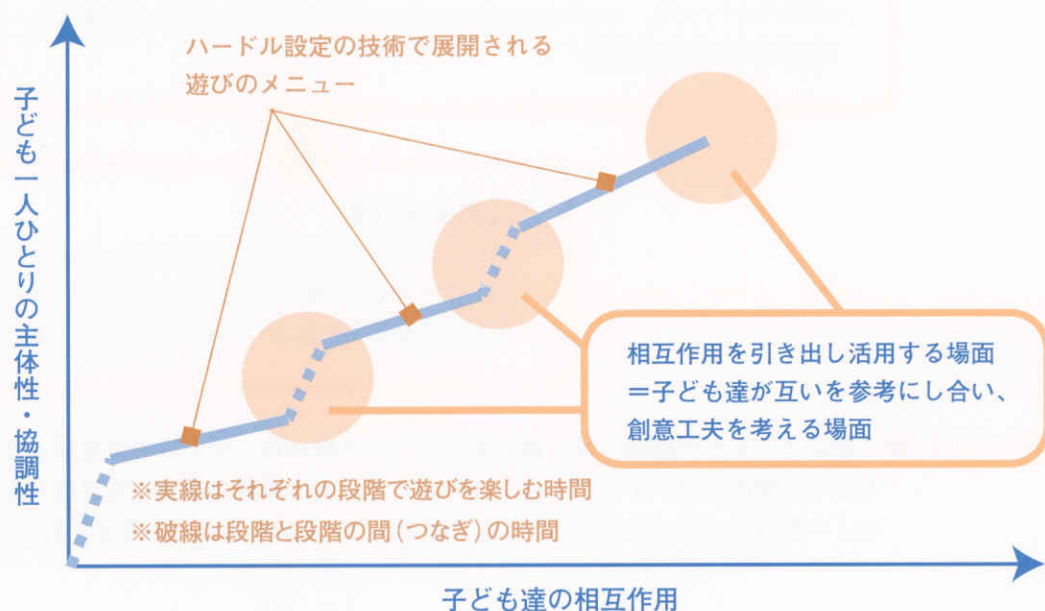 ハードル設定の技術で展開される
遊びのメニュー
子ども一人ひとりの主体性・協調性
相互作用を引き出し活用する場面
＝子ども達が互いを参考にし合い、
創意工夫を考える場面
※実線はそれぞれの段階で遊びを楽しむ時間
※破線は段階と段階の間（つなぎ）の時間
子ども達の相互作用